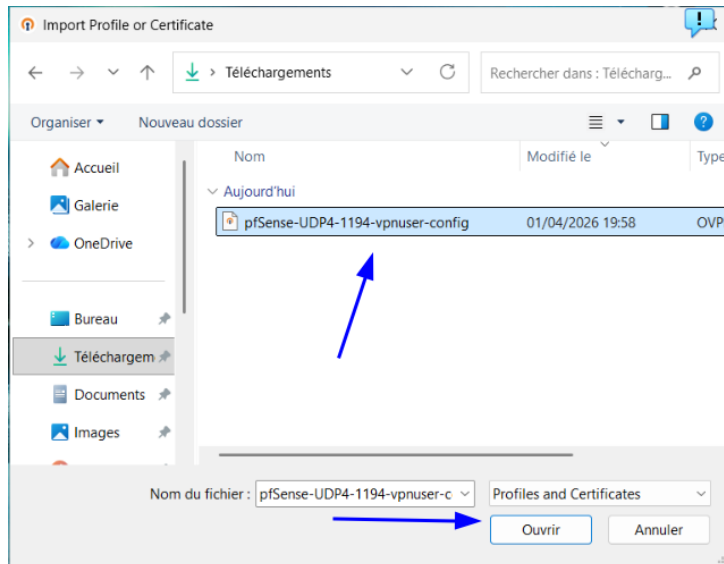 Import Profile or Certificate
Téléchargements
Rechercher dans : Télécharg...
Organiser
Nouveau dossier
Nom
Modifié le
Type
Accueil
Aujourd'hui
Galerie
pfSense-UDP4-1194-vpnuser-config
01/04/2026 19:58
OVP
OneDrive
Bureau
Téléchargem
Documents
Images
Nom du fichier :
pfSense-UDP4-1194-vpnuser-c
Profiles and Certificates
Ouvrir
Annuler